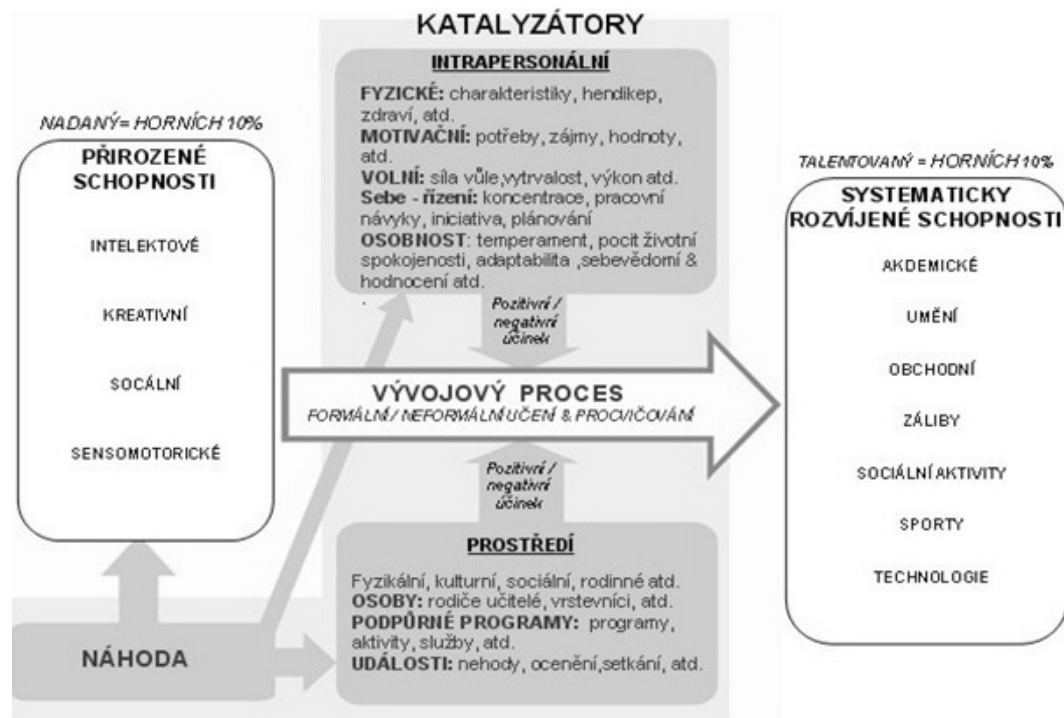 KATALYZÁTORY
INTRAPERSONÁLNÍ
FYZICKÉ: charakteristiky, hendikep,
zdraví, atd.
MOTIVAČNÍ: potřeby, zájmy, hodnoty,
atd.
VOLNÍ: síla vůle,vytrvalost, výkon atd.
Sebe - řízení: koncentrace, pracovní
návyky, iniciativa, plánování
OSOBNOST: temperament, pocit životní
spokojenosti, adaptabilita ,sebevědomí &
hodnocení atd.
.
NADANÝ= HORNÍCH 10%
PŘIROZENÉ
SCHOPNOSTI
INTELEKTOVÉ
KREATIVNÍ
SOCÁLNÍ
SENSOMOTORICKÉ
Pozitivní /
negativní
účinek
VÝVOJOVÝ PROCES
FORMÁLNÍ / NEFORMÁLNÍ UČENÍ & PROCVIČOVÁNÍ
Pozitivní /
negativní
účinek
PROSTŘEDÍ
Fyzikální, kulturní, sociální, rodinné atd.
OSOBY: rodiče učitelé, vrstevníci, atd.
PODPŮRNÉ PROGRAMY: programy,
aktivity, služby, atd.
UDÁLOSTI: nehody, ocenění,setkání, atd.
NÁHODA
TALENTOVANÝ = HORNÍCH 10%
SYSTEMATICKY
ROZVÍJENÉ SCHOPNOSTI
AKDEMICKÉ
UMĚNÍ
OBCHODNÍ
ZÁLIBY
SOCIÁLNÍ AKTIVITY
SPORTY
TECHNOLOGIE